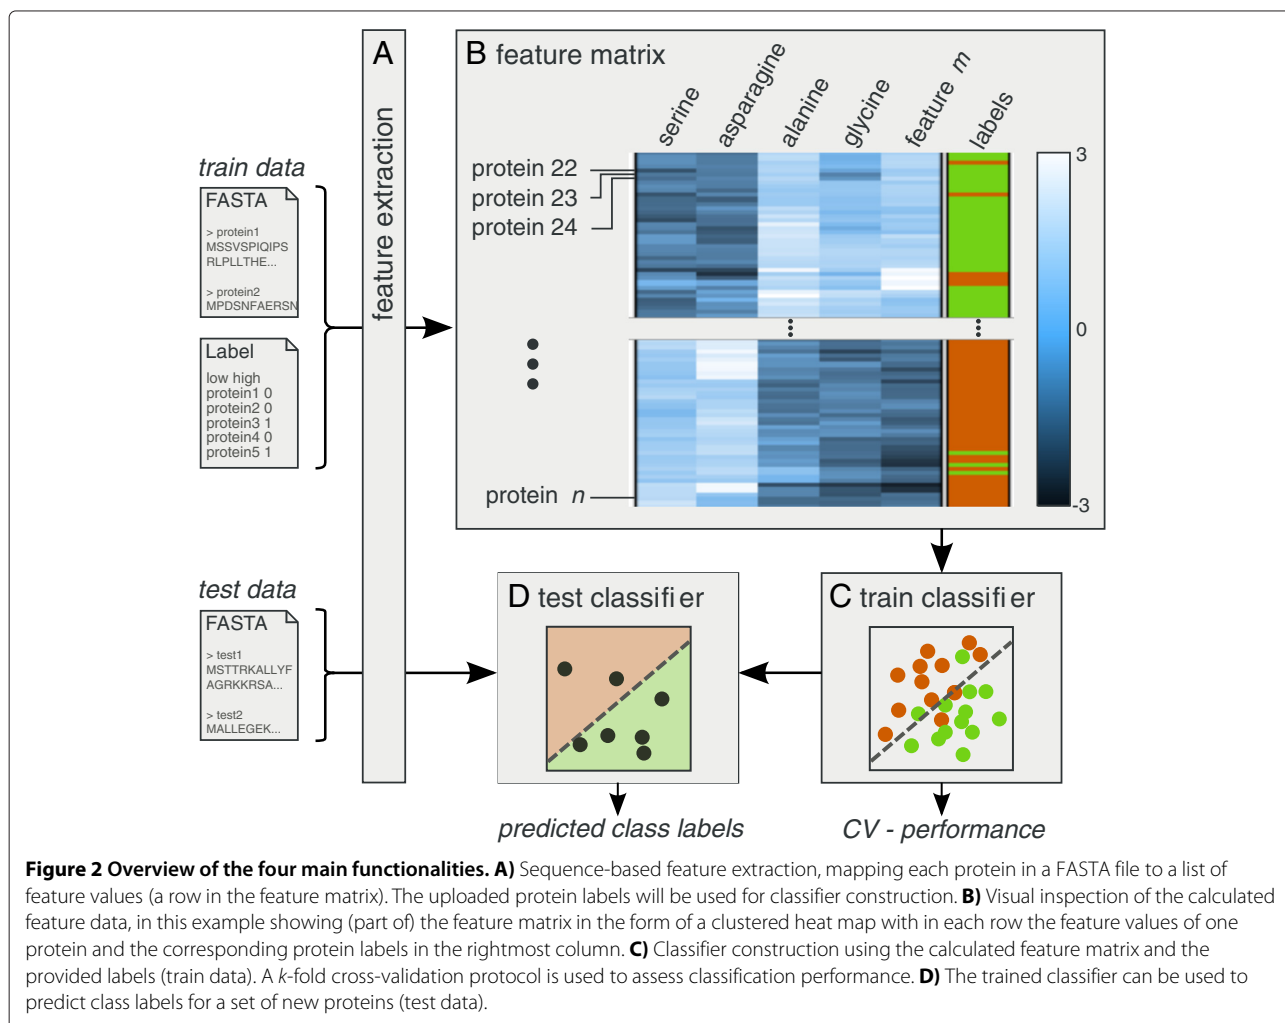 A
feature extraction
B feature matrix
serine
asparagine
alanine
glycine
feature m
labels
protein 22
protein 23
protein 24
protein n
3
0
-3
train data
FASTA
> protein1
MSSVSPIQIPS
RLPLLTHE...
> protein2
MPDSNFAERSN
Label
low high
protein1 0
protein2 0
protein3 1
protein4 0
protein5 1
test data
FASTA
> test1
MSTTRKALLYF
AGRKKRSA...
> test2
MALLEGEK...
D test classifier
predicted class labels
C train classifier
CV - performance
Figure 2 Overview of the four main functionalities. A) Sequence-based feature extraction, mapping each protein in a FASTA file to a list of
feature values (a row in the feature matrix). The uploaded protein labels will be used for classifier construction. B) Visual inspection of the calculated
feature data, in this example showing (part of) the feature matrix in the form of a clustered heat map with in each row the feature values of one
protein and the corresponding protein labels in the rightmost column. C) Classifier construction using the calculated feature matrix and the
provided labels (train data). A k-fold cross-validation protocol is used to assess classification performance. D) The trained classifier can be used to
predict class labels for a set of new proteins (test data).